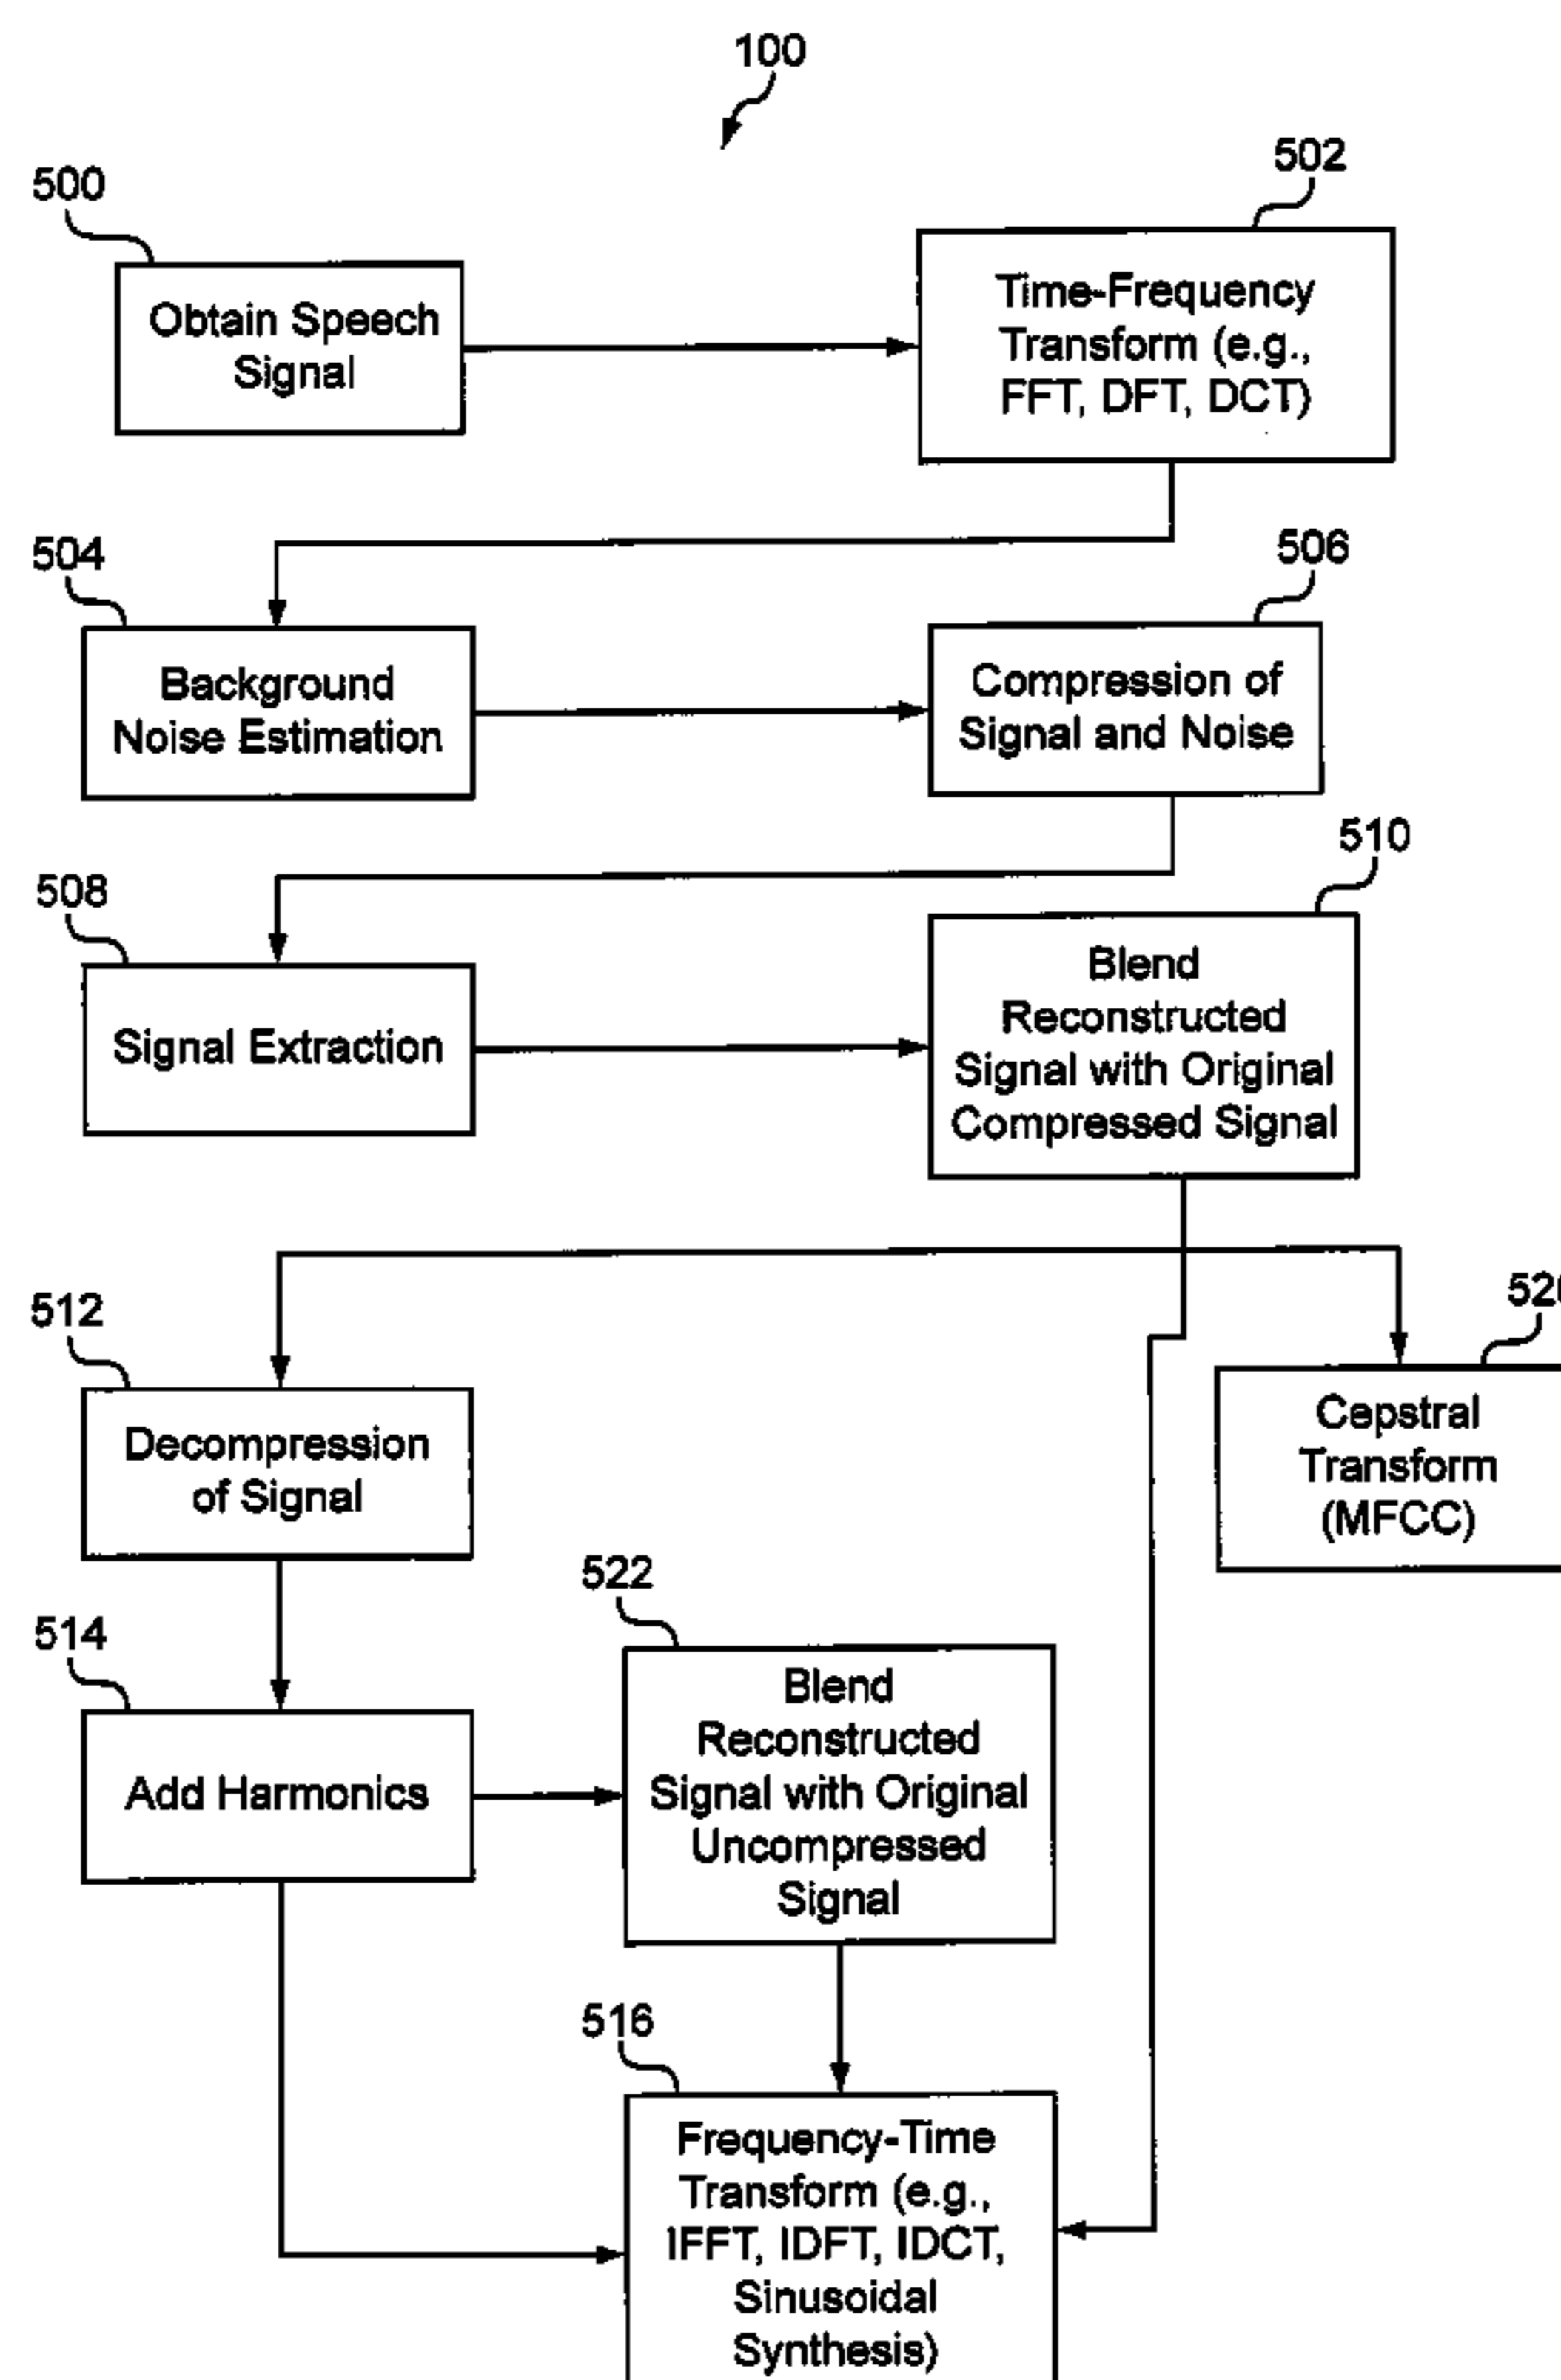 100
500
502
Obtain Speech
Signal
Time-Frequency
Transform (e.g.,
FFT, DFT, DCT)
504
506
Background
Noise Estimation
Compression of
Signal and Noise
508
510
Signal Extraction
Blend
Reconstructed
Signal with Original
Compressed Signal
512
Decompression
of Signal
Cepstral
Transform
(MFCC)
514
522
Add Harmonics
Blend
Reconstructed
Signal with Original
Uncompressed
Signal
516
Frequency-Time
Transform (e.g.,
IFFT, IDFT, IDCT,
Sinusoidal
Synthesis)